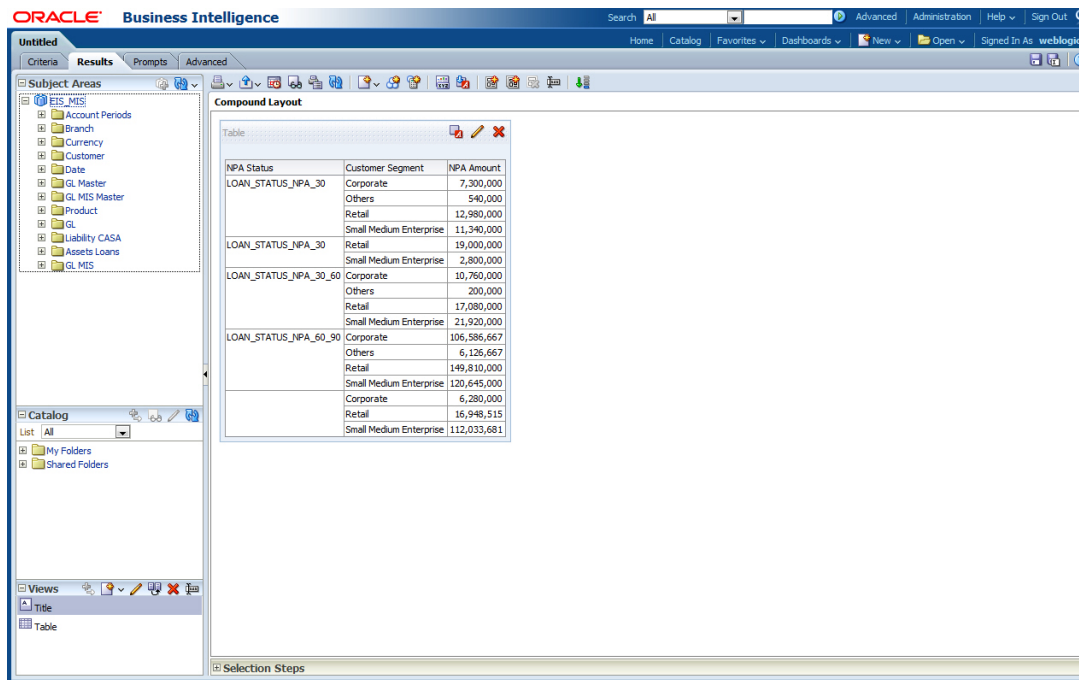 ORACLE Business Intelligence
Search All Advanced Administration Help Sign Out
Untitled Home Catalog Favorites Dashboards New Open Signed In As weblogic
Criteria Results Prompts Advanced
Subject Areas
EIS_MIS
Account Periods
Branch
Currency
Customer
Date
GL Master
GL MIS Master
Product
GL
Liability CASA
Assets Loans
GL MIS
Catalog
List All
My Folders
Shared Folders
Views
Title
Table
Compound Layout
Table
NPA Status Customer Segment NPA Amount
LOAN_STATUS_NPA_30 Corporate 7,300,000
Others 540,000
Retail 12,980,000
Small Medium Enterprise 11,340,000
LOAN_STATUS_NPA_30 Retail 19,000,000
Small Medium Enterprise 2,800,000
LOAN_STATUS_NPA_30_60 Corporate 10,760,000
Others 200,000
Retail 17,080,000
Small Medium Enterprise 21,920,000
LOAN_STATUS_NPA_60_90 Corporate 106,586,667
Others 6,126,667
Retail 149,810,000
Small Medium Enterprise 120,645,000
Corporate 6,280,000
Retail 16,948,515
Small Medium Enterprise 112,033,681
Selection Steps